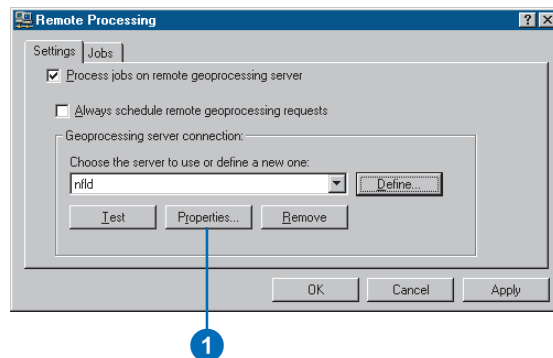 Remote Processing
Settings Jobs
Process jobs on remote geoprocessing server
Always schedule remote geoprocessing requests
Geoprocessing server connection:
Choose the server to use or define a new one:
nfld Define...
Test Properties... Remove
OK Cancel Apply
1